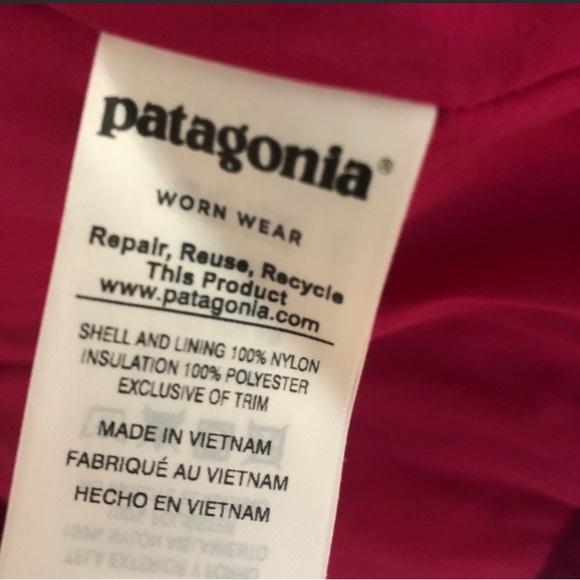 patagonia®
WORN WEAR
Repair, Reuse, Recycle
This Product
www.patagonia.com
SHELL AND LINING 100% NYLON
INSULATION 100% POLYESTER
EXCLUSIVE OF TRIM
MADE IN VIETNAM
FABRIQUÉ AU VIETNAM
HECHO EN VIETNAM